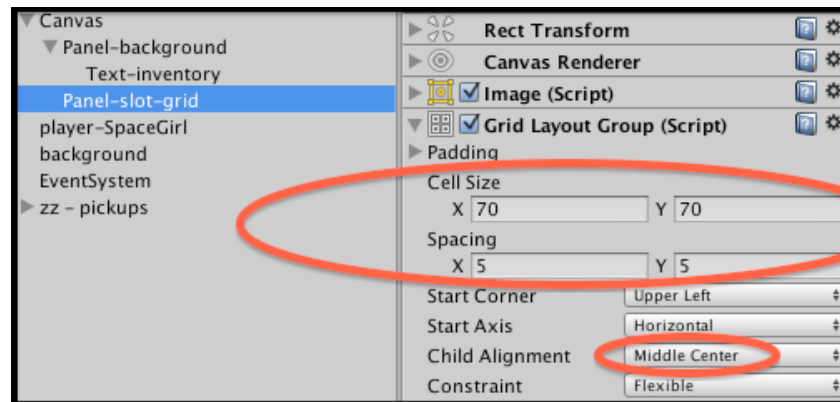 Canvas
Panel-background
Text-inventory
Panel-slot-grid
player-SpaceGirl
background
EventSystem
zz – pickups
Rect Transform
Canvas Renderer
Image (Script)
Grid Layout Group (Script)
Padding
Cell Size
X 70 Y 70
Spacing
X 5 Y 5
Start Corner Upper Left
Start Axis Horizontal
Child Alignment Middle Center
Constraint Flexible